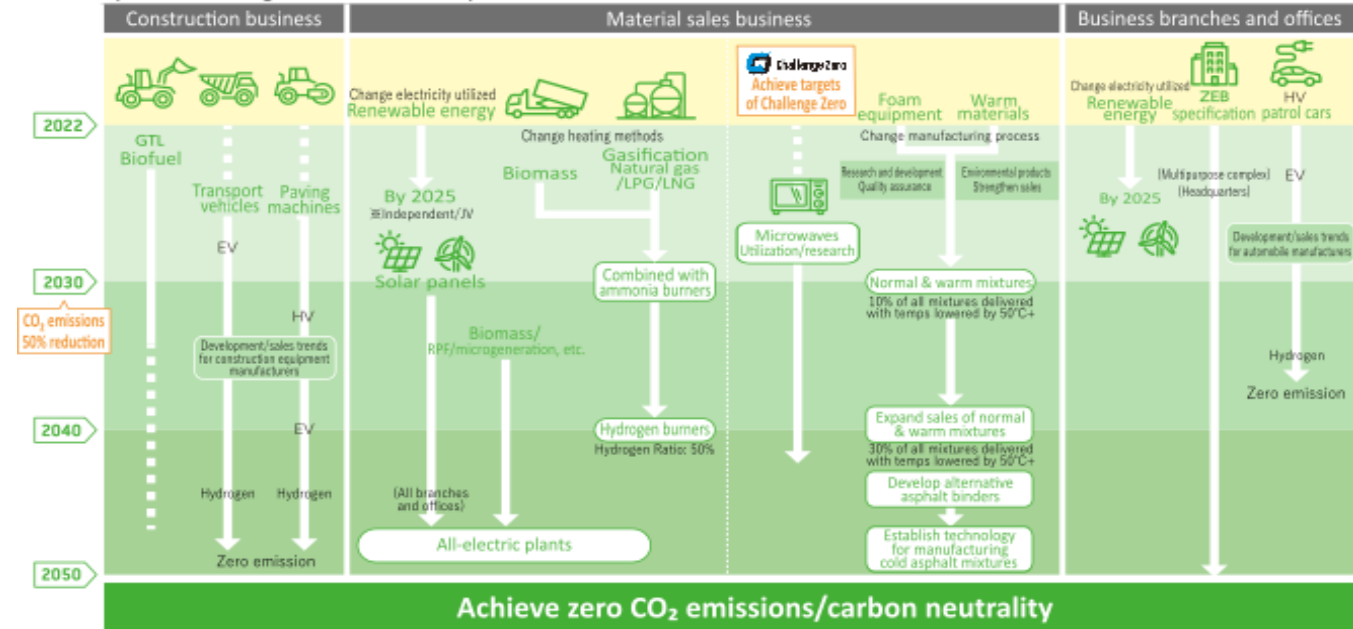 Construction business
Material sales business
Business branches and offices
2022
2030
CO₂ emissions
50% reduction
2040
2050
GTL
Biofuel
Transport
vehicles
EV
Development/sales trends
for construction equipment
manufacturers
Hydrogen
Paving
machines
HV
EV
Hydrogen
Zero emission
Change electricity utilized
Renewable energy
By 2025
※Independent/JV
Solar panels
(All branches
and offices)
Change heating methods
Biomass
Gasification
Natural gas
/LPG/LNG
Combined with
ammonia burners
Biomass/
RPF/microgeneration, etc.
Hydrogen burners
Hydrogen Ratio: 50%
All-electric plants
Challenge Zero
Achieve targets
of Challenge Zero
Microwaves
Utilization/research
Foam
equipment
Warm
materials
Change manufacturing process
Research and development
Quality assurance
Environmental products
Strengthen sales
Normal & warm mixtures
10% of all mixtures delivered
with temps lowered by 50°C+
Expand sales of normal
& warm mixtures
30% of all mixtures delivered
with temps lowered by 50°C+
Develop alternative
asphalt binders
Establish technology
for manufacturing
cold asphalt mixtures
Change electricity utilized
Renewable
energy
By 2025
ZEB
specification
(Multipurpose complex)
(Headquarters)
HV
patrol cars
EV
Development/sales trends
for automobile manufacturers
Hydrogen
Zero emission
Achieve zero CO₂ emissions/carbon neutrality